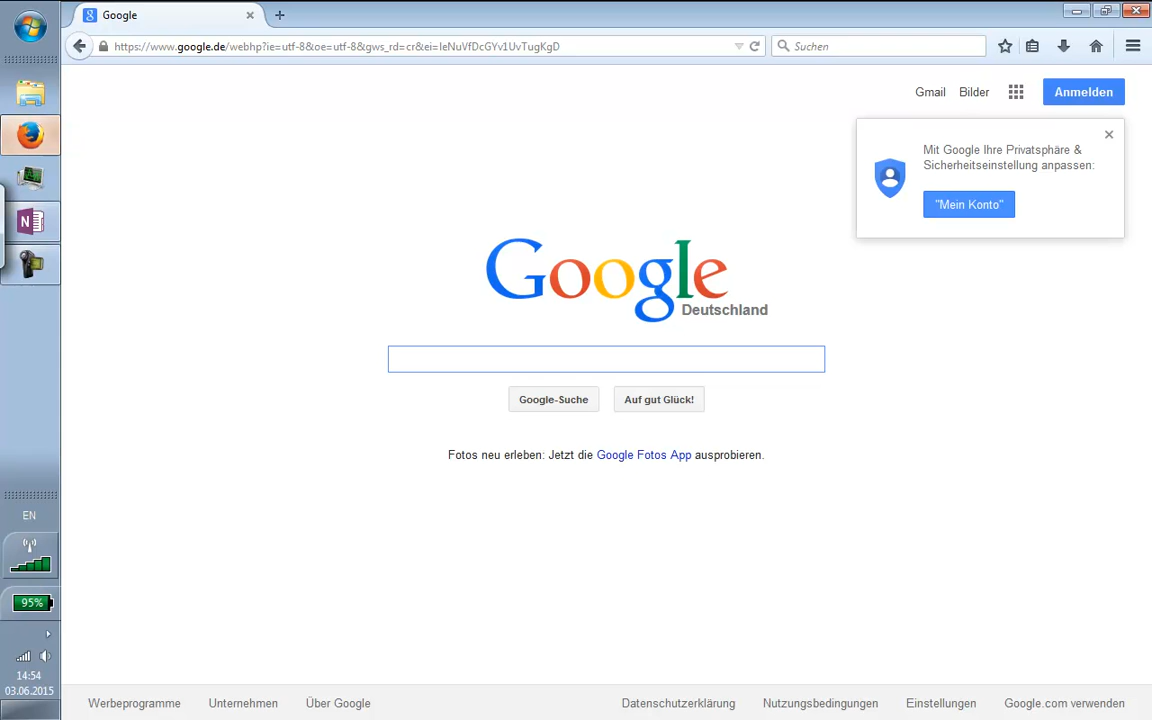 Google
https://www.google.de/webhp?ie=utf-8&oe=utf-8&gws_rd=cr&ei=IeNuVfDcGYv1UvTugKgD
Suchen
Gmail Bilder Anmelden
Mit Google Ihre Privatsphäre &
Sicherheitseinstellung anpassen:
"Mein Konto"
N
Google
Deutschland
Google-Suche Auf gut Glück!
Fotos neu erleben: Jetzt die Google Fotos App ausprobieren.
EN
95%
14:54
03.06.2015
Werbeprogramme Unternehmen Über Google Datenschutzerklärung Nutzungsbedingungen Einstellungen Google.com verwenden